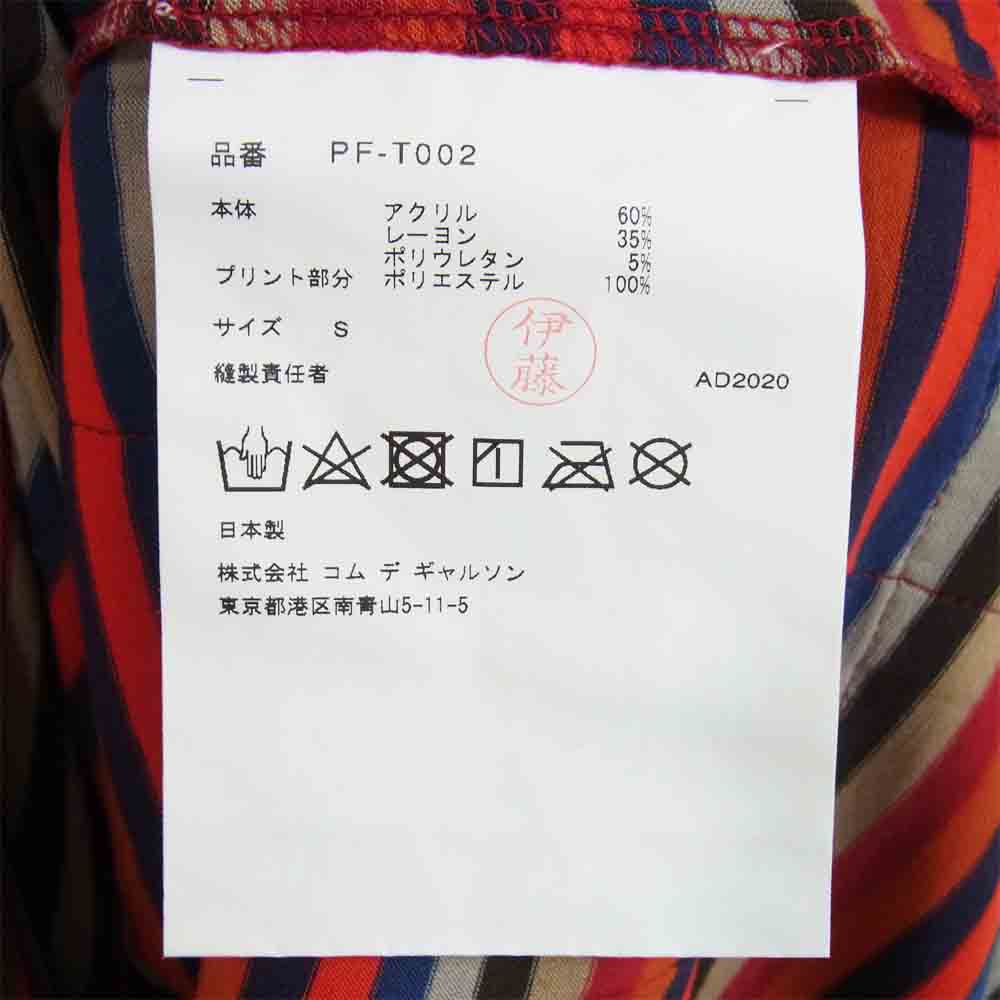 品番 PF-T002
本体 アクリル 60%
レーヨン 35%
ポリウレタン 5%
プリント部分 ポリエステル 100%
サイズ S
伊藤
縫製責任者 AD2020
日本製
株式会社 コム デ ギャルソン
東京都港区南青山5-11-5